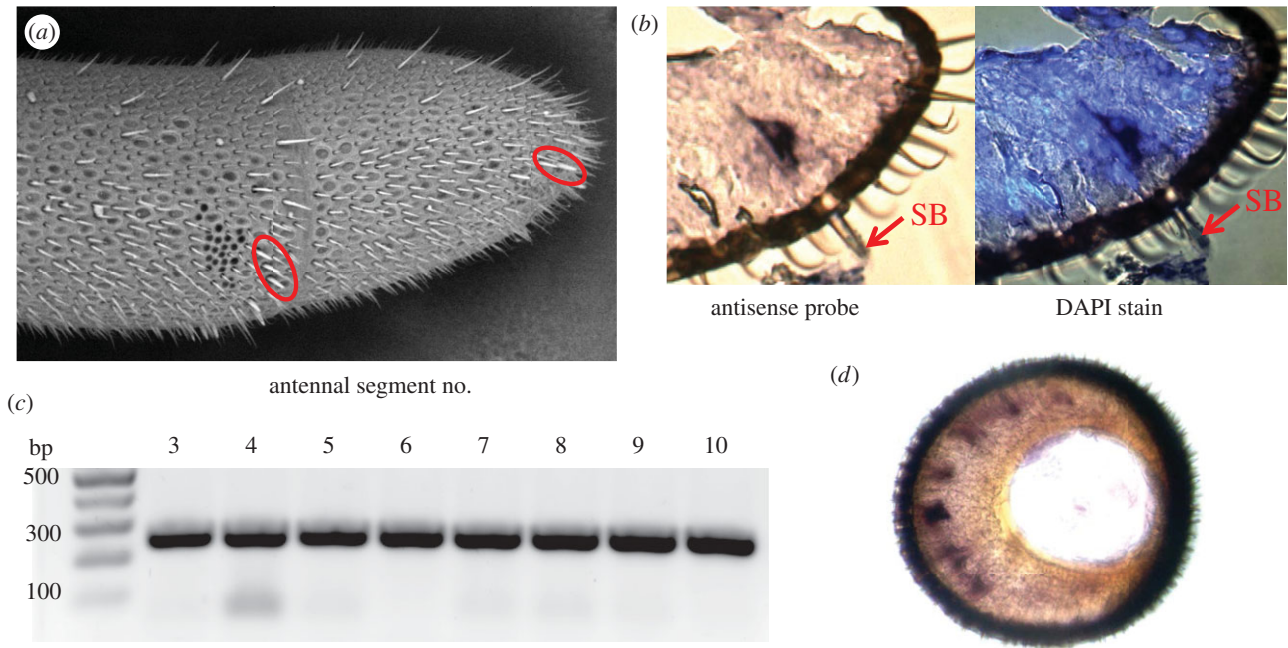 (a)
(b)
SB
SB
antisense probe
DAPI stain
antennal segment no.
(c)
bp 3 4 5 6 7 8 9 10
500
300
100
(d)